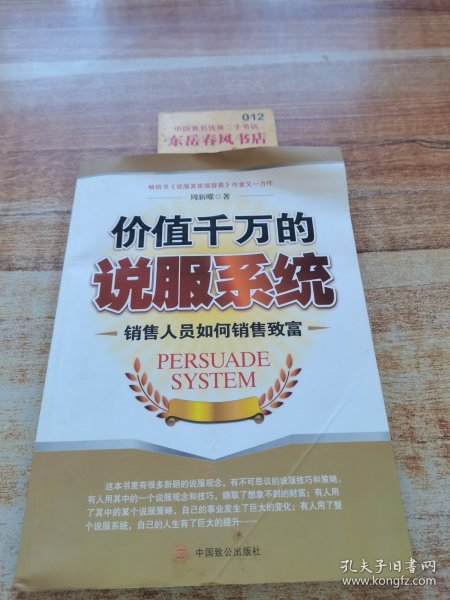 012
中国商名优第二手书店
东岳春风书店
畅销书《说服其实很容易》作者又一力作
周新曜 著
价值千万的
说服系统
销售人员如何销售致富
PERSUADE
SYSTEM
这本书里有很多新颖的说服观念，有不可思议的说服技巧和策略。
有人用其中的一个说服观念和技巧，赚取了想象不到的财富；有人用
了其中的某个说服策略，自己的事业发生了巨大的变化；有人用了整
个说服系统，自己的人生有了巨大的提升……
中国致公出版社
孔夫子旧书网
www.kongfz.com